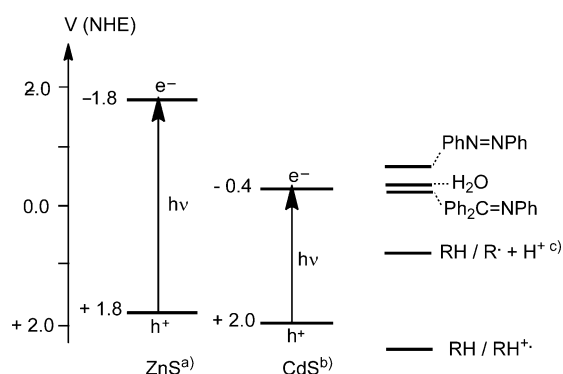 V (NHE)
2.0
0.0
+ 2.0
−1.8
e−
hν
+ 1.8
h+
ZnS a)
- 0.4
e−
hν
+ 2.0
h+
CdS b)
PhN=NPh
H2O
Ph2C=NPh
RH / R· + H+ c)
RH / RH+·